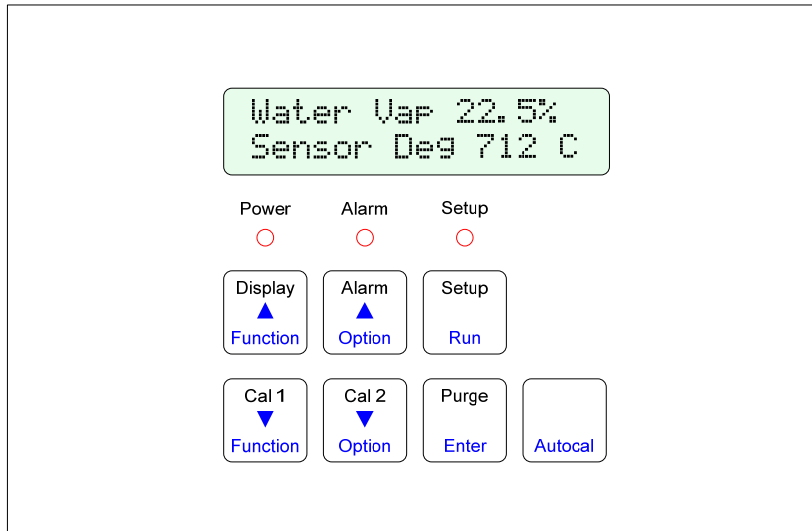 Water Vap 22.5%
Sensor Deg 712 C
Power Alarm Setup
Display Alarm Setup
Function Option Run
Cal 1 Cal 2 Purge
Function Option Enter Autocal